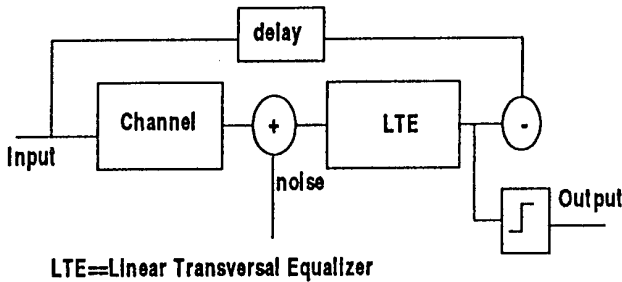 delay
Channel
+
LTE
-
Input
noise
Output
LTE==Linear Transversal Equalizer